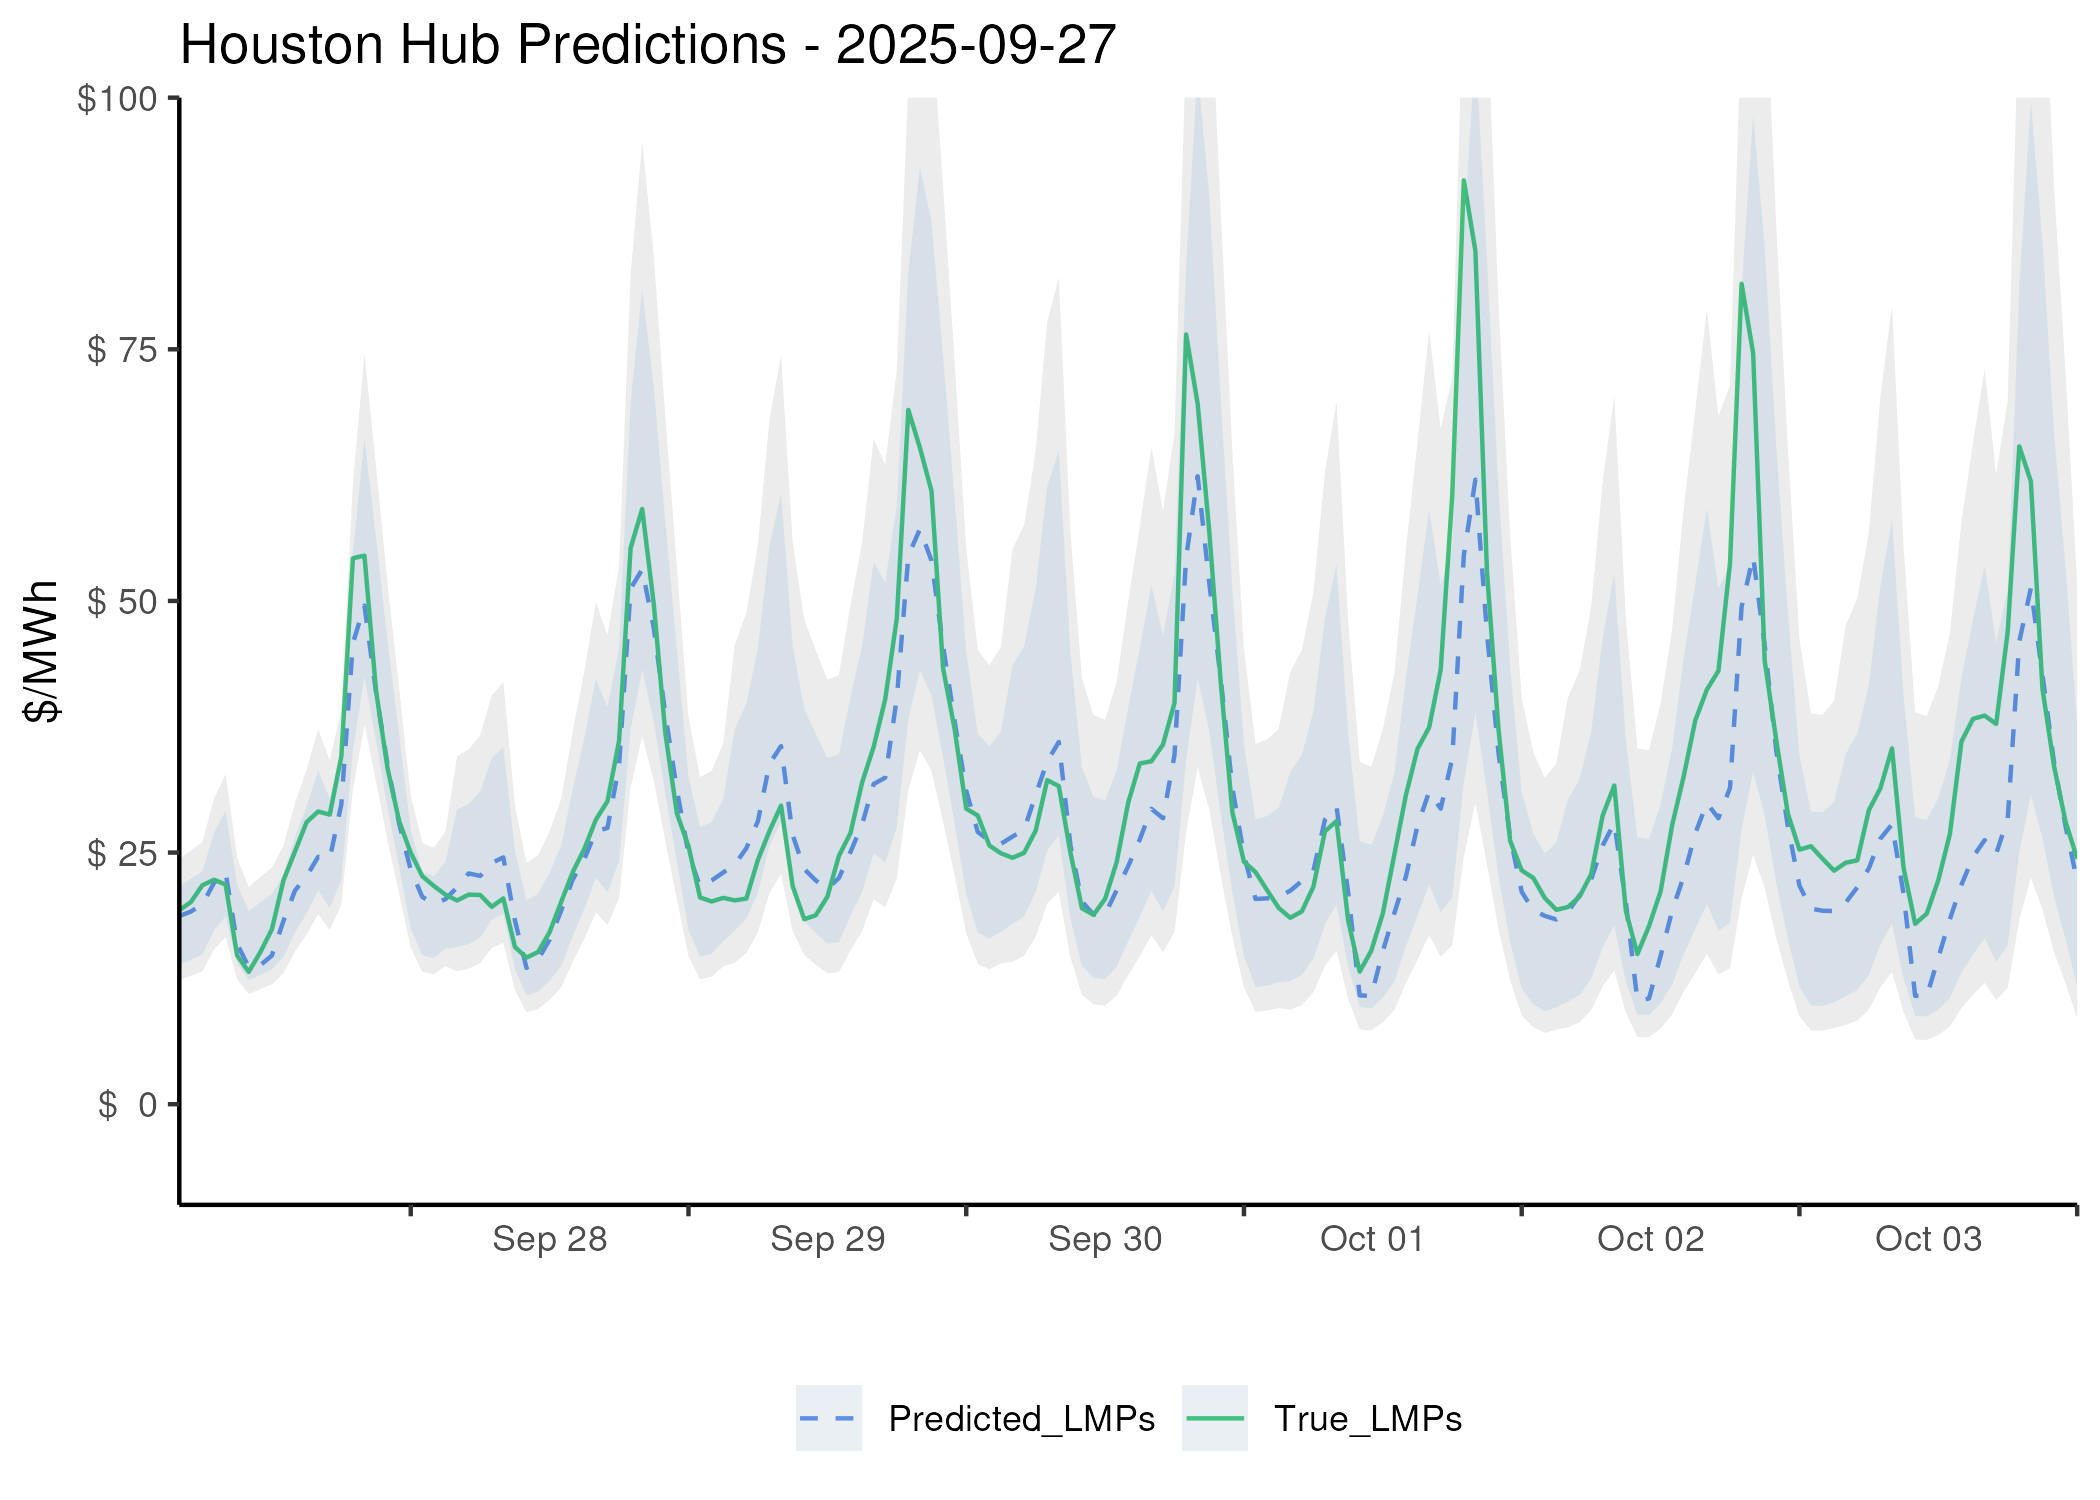 Houston Hub Predictions - 2025-09-27
$100
$ 75
$ 50
$ 25
$ 0
$/MWh
Sep 28 Sep 29 Sep 30 Oct 01 Oct 02 Oct 03
Predicted_LMPs True_LMPs